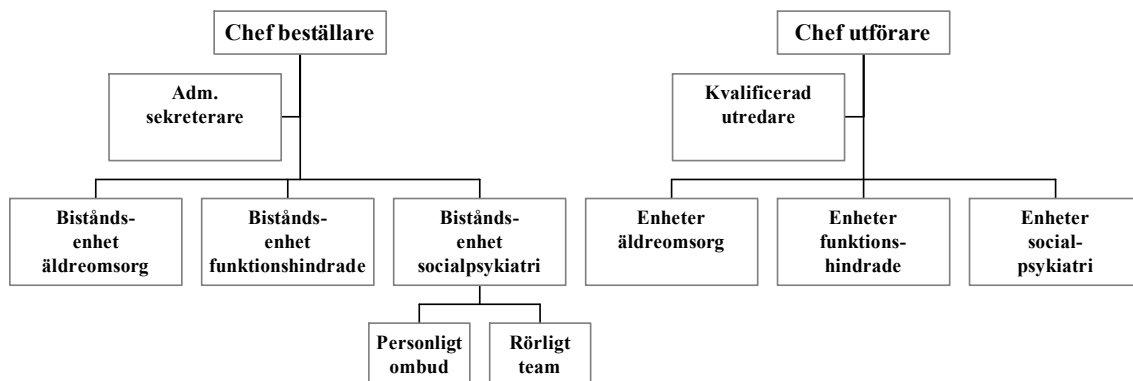 Chef beställare
Chef utförare
Adm.
sekreterare
Kvalificerad
utredare
Bistånds-
enhet
äldreomsorg
Bistånds-
enhet
funktionshindrade
Bistånds-
enhet
socialpsykiatri
Enheter
äldreomsorg
Enheter
funktions-
hindrade
Enheter
social-
psykiatri
Personligt
ombud
Rörligt
team